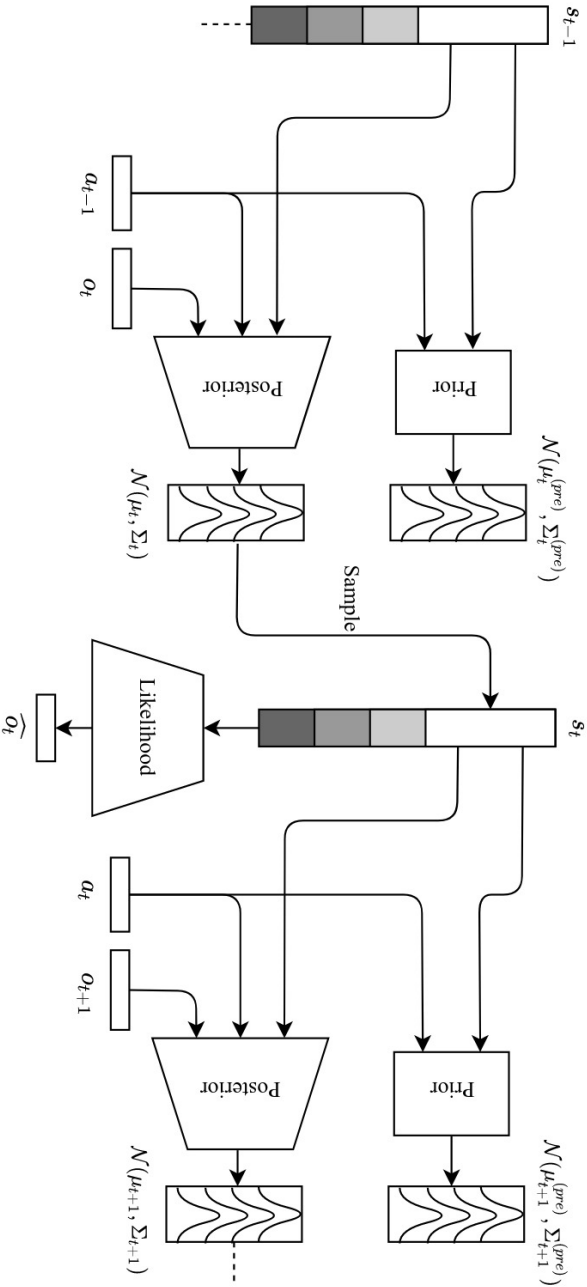 s_{t−1}
a_{t−1}
o_t
Prior
Posterior
𝒩(μ_t^{(pre)}, Σ_t^{(pre)})
𝒩(μ_t, Σ_t)
Sample
s_t
Likelihood
ô_t
a_t
o_{t+1}
Prior
Posterior
𝒩(μ_{t+1}^{(pre)}, Σ_{t+1}^{(pre)})
𝒩(μ_{t+1}, Σ_{t+1})